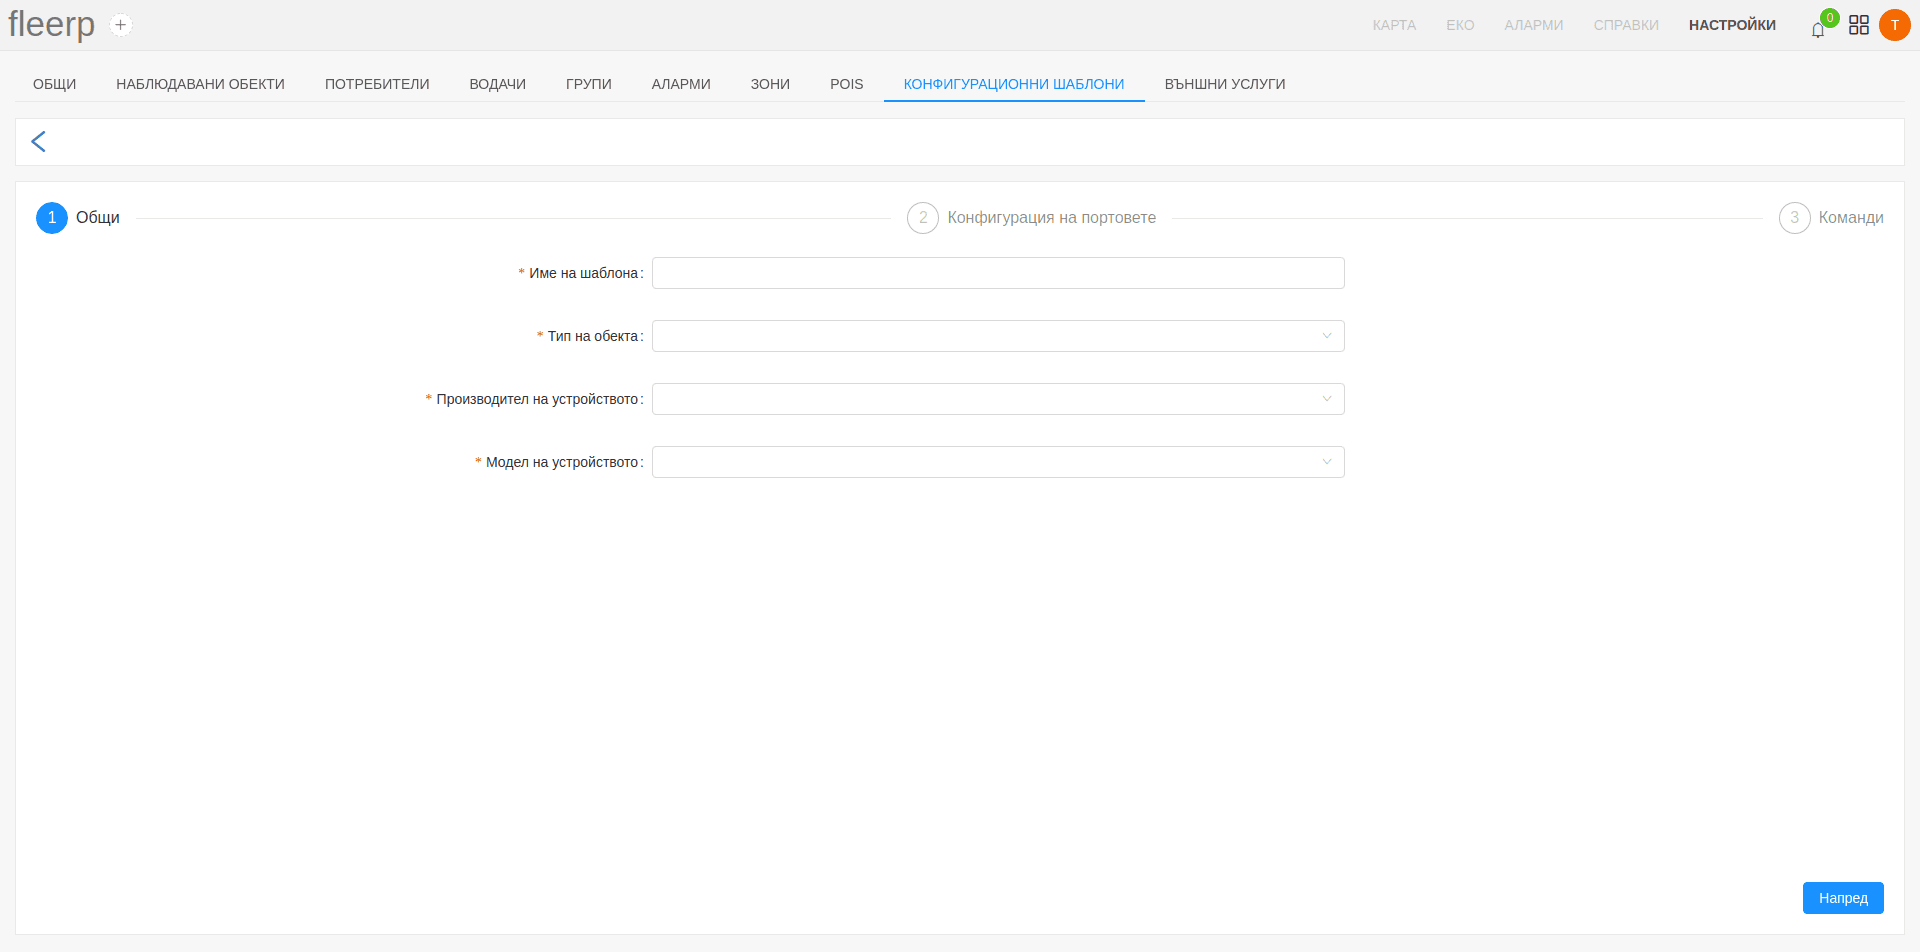 fleerp
КАРТА ЕКО АЛАРМИ СПРАВКИ НАСТРОЙКИ 0 T
ОБЩИ НАБЛЮДАВАНИ ОБЕКТИ ПОТРЕБИТЕЛИ ВОДАЧИ ГРУПИ АЛАРМИ ЗОНИ POIS КОНФИГУРАЦИОННИ ШАБЛОНИ ВЪНШНИ УСЛУГИ
1 Общи 2 Конфигурация на портовете 3 Команди
* Име на шаблона:
* Тип на обекта:
* Производител на устройството:
* Модел на устройството:
Напред